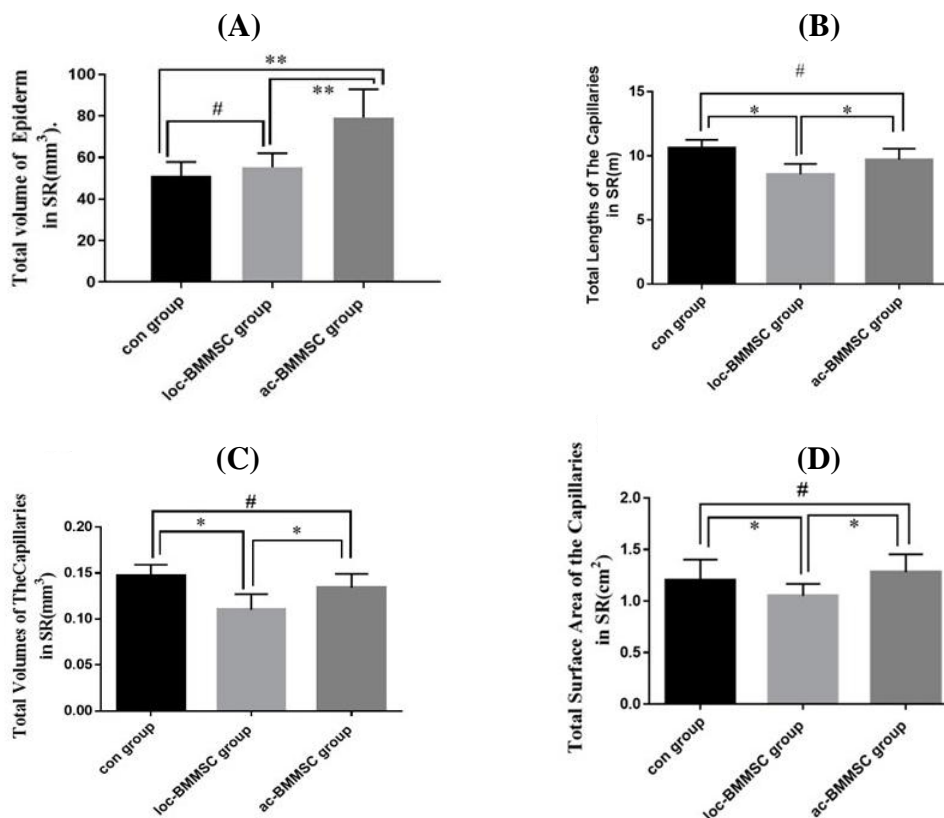 (A)
Total volume of Epiderm
in SR(mm³).
100
80
60
40
20
0
**
#
**
con group
loc-BMMSC group
ac-BMMSC group
(B)
Total Lengths of The Capillaries
in SR(m)
15
10
5
0
#
*
*
con group
loc-BMMSC group
ac-BMMSC group
(C)
Total Volumes of TheCapillaries
in SR(mm³)
0.20
0.15
0.10
0.05
0.00
#
*
*
con group
loc-BMMSC group
ac-BMMSC group
(D)
Total Surface Area of the Capillaries
in SR(cm²)
2.0
1.5
1.0
0.5
0.0
#
*
*
con group
loc-BMMSC group
ac-BMMSC group